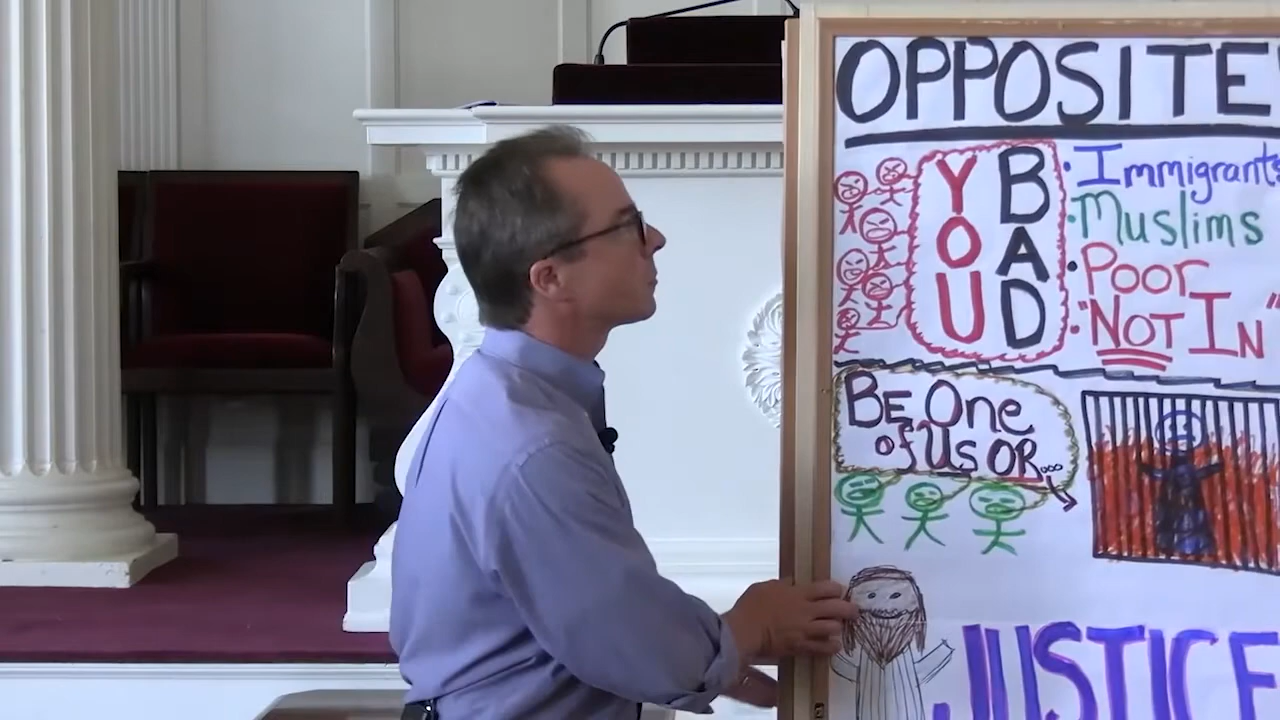 OPPOSITE
YOU BAD
• Immigrants
• Muslims
• Poor
• "NOT IN"
BE One
of Us OR...
JUSTICE